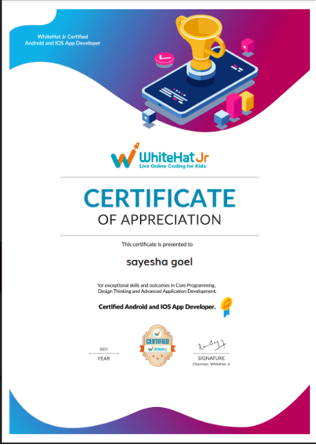 WhiteHat Jr Certified
Android and IOS App Developer
WhiteHat Jr
Live Online Coding for Kids
CERTIFICATE
OF APPRECIATION
This certificate is presented to
sayesha goel
for exceptional skills and outcomes in Core Programming,
Design Thinking and Advanced Application Development.
Certified Android and IOS App Developer.
CERTIFIED
2021
YEAR
SIGNATURE
Chairman, WhiteHat Jr